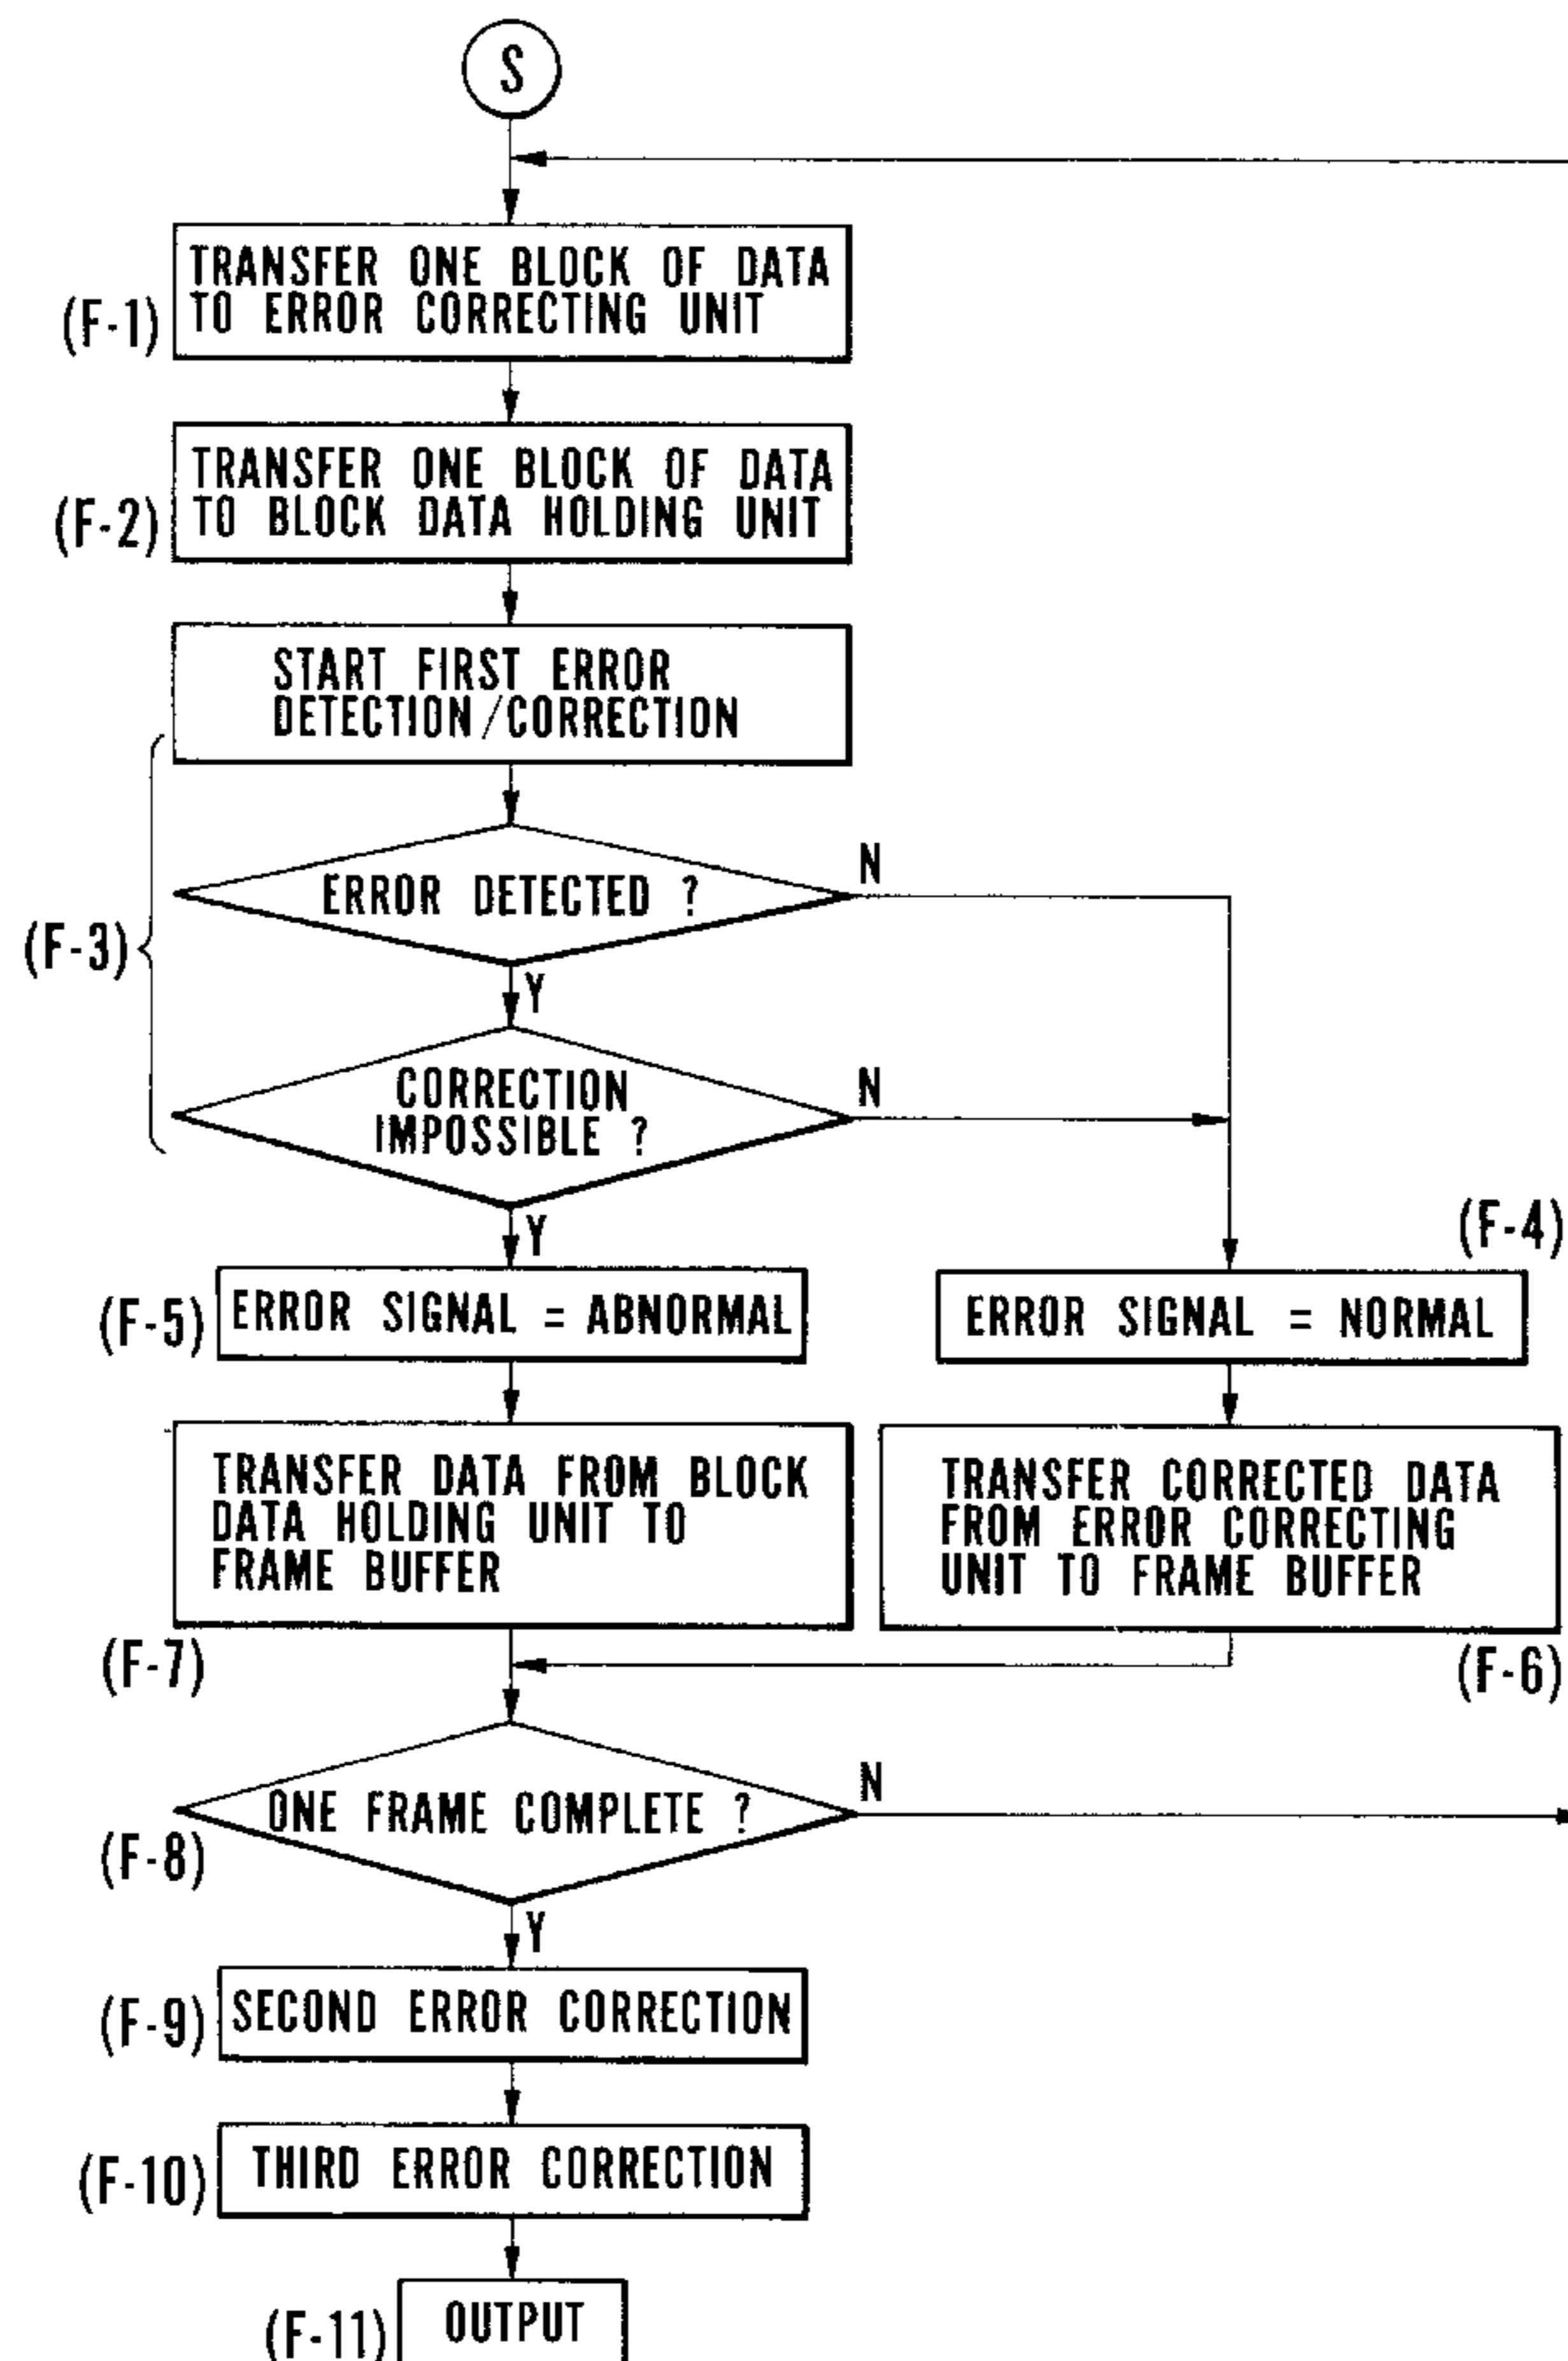 S
(F-1)
TRANSFER ONE BLOCK OF DATA
TO ERROR CORRECTING UNIT
(F-2)
TRANSFER ONE BLOCK OF DATA
TO BLOCK DATA HOLDING UNIT
START FIRST ERROR
DETECTION/CORRECTION
(F-3)
ERROR DETECTED ?
N
Y
CORRECTION
IMPOSSIBLE ?
N
Y
(F-4)
(F-5)
ERROR SIGNAL = ABNORMAL
ERROR SIGNAL = NORMAL
TRANSFER DATA FROM BLOCK
DATA HOLDING UNIT TO
FRAME BUFFER
TRANSFER CORRECTED DATA
FROM ERROR CORRECTING
UNIT TO FRAME BUFFER
(F-7)
(F-6)
ONE FRAME COMPLETE ?
N
(F-8)
Y
(F-9)
SECOND ERROR CORRECTION
(F-10)
THIRD ERROR CORRECTION
(F-11)
OUTPUT